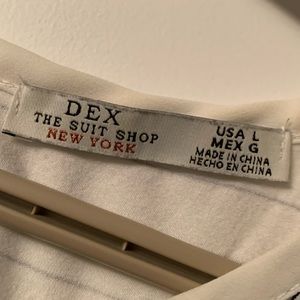 DEX
THE SUIT SHOP
NEW YORK
USA L
MEX G
MADE IN CHINA
HECHO EN CHINA